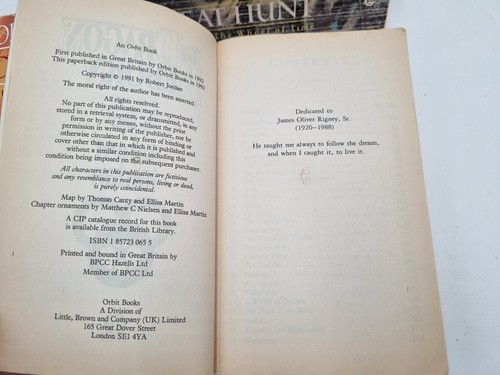 AT HUNT
the Wheel of Time
DRAGON
An Orbit Book
First published in Great Britain by Orbit Books in 1992
This paperback edition published by Orbit Books in 1992
Copyright © 1991 by Robert Jordan
The moral right of the author has been asserted.
All rights reserved.
No part of this publication may be reproduced,
stored in a retrieval system, or transmitted, in any
form or by any means, without the prior
permission in writing of the publisher, nor be
otherwise circulated in any form of binding or
cover other than that in which it is published and
without a similar condition including this
condition being imposed on the subsequent purchaser.
All characters in this publication are fictitious
and any resemblance to real persons, living or dead,
is purely coincidental.
Map by Thomas Canty and Ellisa Martin
Chapter ornaments by Matthew C Nielsen and Ellisa Martin
A CIP catalogue record for this book
is available from the British Library.
ISBN 1 85723 065 5
Printed and bound in Great Britain by
BPCC Hazells Ltd
Member of BPCC Ltd
Orbit Books
A Division of
Little, Brown and Company (UK) Limited
165 Great Dover Street
London SE1 4YA
Dedicated to
James Oliver Rigney, Sr.
(1920–1988)
He taught me always to follow the dream,
and when I caught it, to live it.